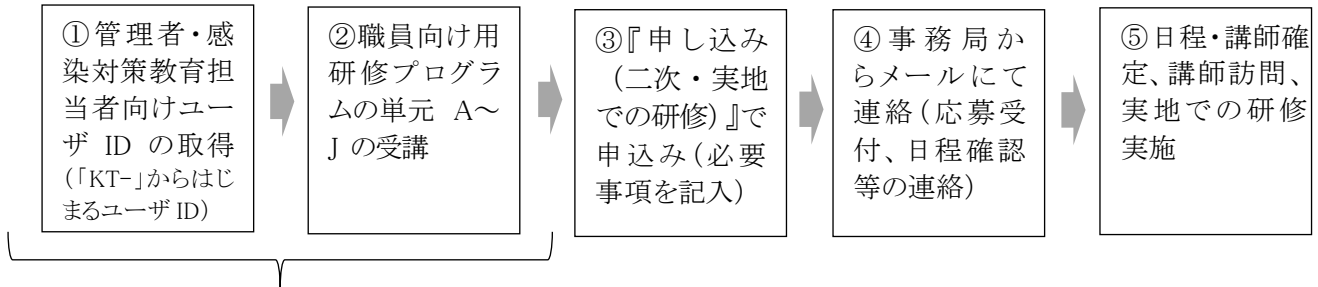 ①管理者・感
染対策教育担
当者向けユー
ザ ID の取得
(「KT-」からはじ
まるユーザ ID)
②職員向け用
研修プログラ
ムの単元 A～
J の受講
③『申し込み
(二次・実地
での研修)』で
申込み(必要
事項を記入)
④事務局か
らメールにて
連絡(応募受
付、日程確認
等の連絡)
⑤日程・講師確
定、講師訪問、
実地での研修
実施